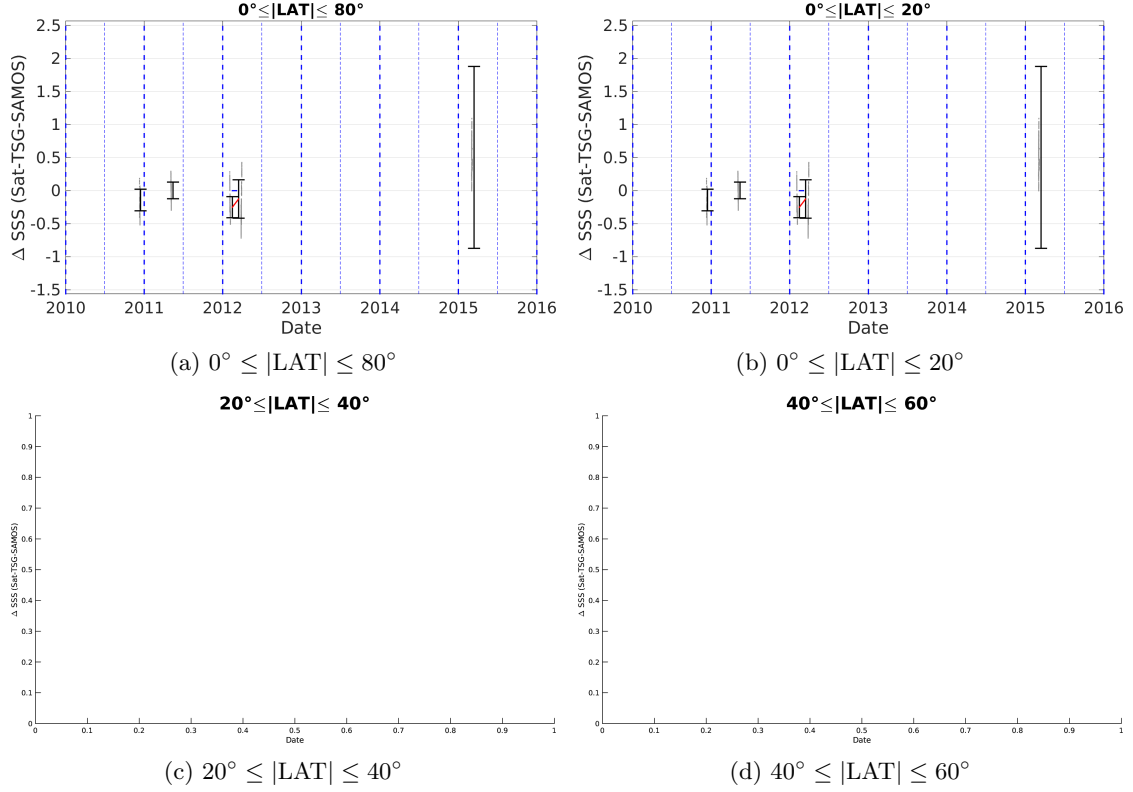 0°≤|LAT|≤ 80°
Δ SSS (Sat-TSG-SAMOS)
2.5
2
1.5
1
0.5
0
-0.5
-1
-1.5
2010 2011 2012 2013 2014 2015 2016
Date
(a) 0° ≤ |LAT| ≤ 80°
0°≤|LAT|≤ 20°
Δ SSS (Sat-TSG-SAMOS)
2.5
2
1.5
1
0.5
0
-0.5
-1
-1.5
2010 2011 2012 2013 2014 2015 2016
Date
(b) 0° ≤ |LAT| ≤ 20°
20°≤|LAT|≤ 40°
Δ SSS (Sat-TSG-SAMOS)
1
0.9
0.8
0.7
0.6
0.5
0.4
0.3
0.2
0.1
0
0 0.1 0.2 0.3 0.4 0.5 0.6 0.7 0.8 0.9 1
Date
(c) 20° ≤ |LAT| ≤ 40°
40°≤|LAT|≤ 60°
Δ SSS (Sat-TSG-SAMOS)
1
0.9
0.8
0.7
0.6
0.5
0.4
0.3
0.2
0.1
0
0 0.1 0.2 0.3 0.4 0.5 0.6 0.7 0.8 0.9 1
Date
(d) 40° ≤ |LAT| ≤ 60°